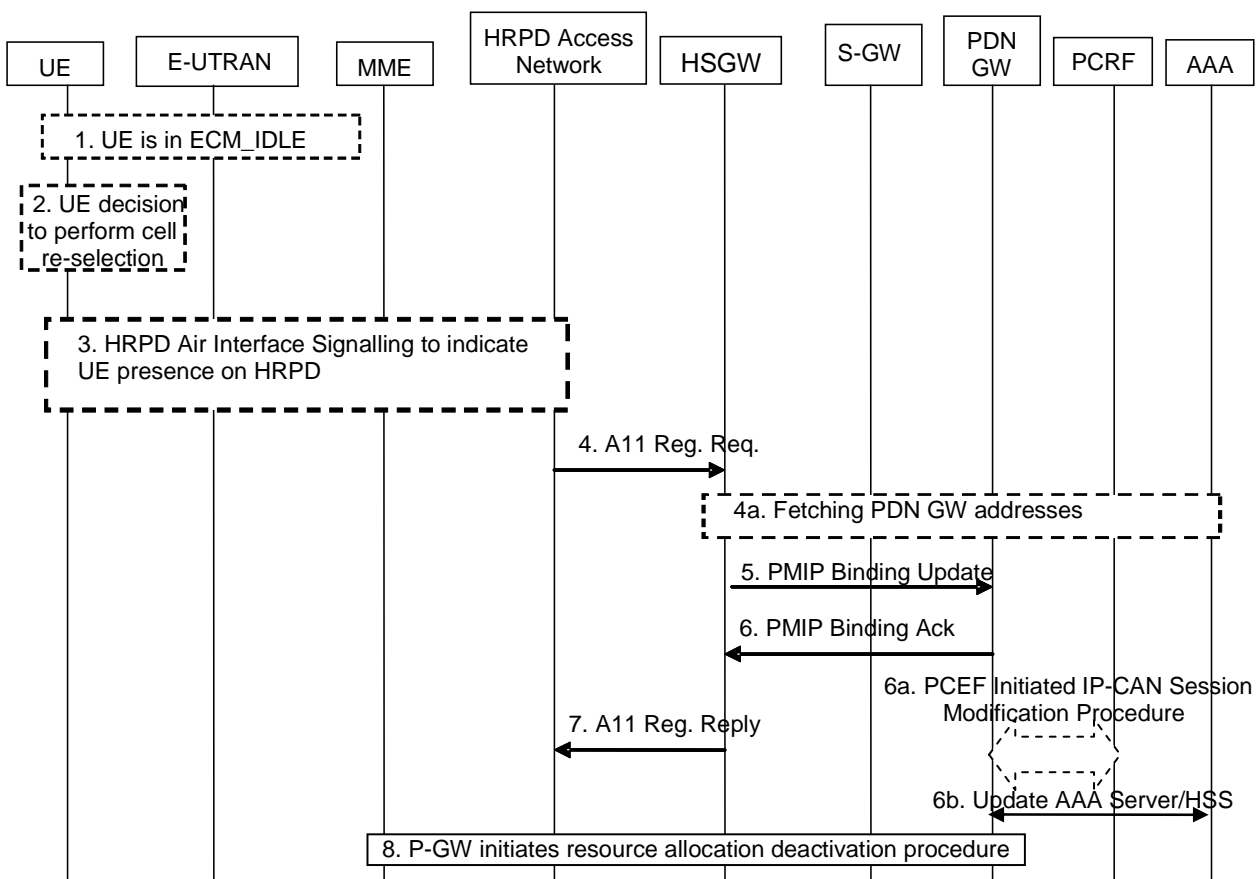 UE
E-UTRAN
MME
HRPD Access
Network
HSGW
S-GW
PDN
GW
PCRF
AAA
1. UE is in ECM_IDLE
2. UE decision
to perform cell
re-selection
3. HRPD Air Interface Signalling to indicate
UE presence on HRPD
4. A11 Reg. Req.
4a. Fetching PDN GW addresses
5. PMIP Binding Update
6. PMIP Binding Ack
6a. PCEF Initiated IP-CAN Session
Modification Procedure
7. A11 Reg. Reply
6b. Update AAA Server/HSS
8. P-GW initiates resource allocation deactivation procedure